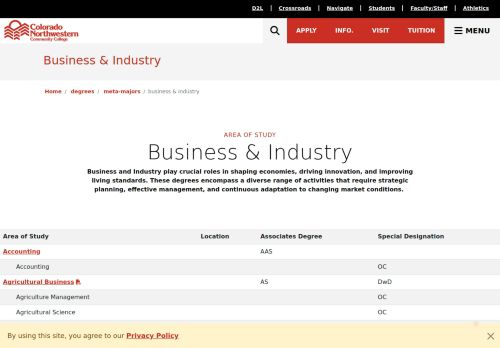 D2L | Crossroads | Navigate | Students | Faculty/Staff | Athletics
Colorado
Northwestern
Community College
APPLY INFO. VISIT TUITION MENU
Business & Industry
Home / degrees / meta-majors / business & industry
AREA OF STUDY
Business & Industry
Business and Industry play crucial roles in shaping economies, driving innovation, and improving
living standards. These degrees encompass a diverse range of activities that require strategic
planning, effective management, and continuous adaptation to changing market conditions.
Area of Study Location Associates Degree Special Designation
Accounting AAS
Accounting OC
Agricultural Business AS DwD
Agriculture Management OC
Agricultural Science OC
By using this site, you agree to our Privacy Policy